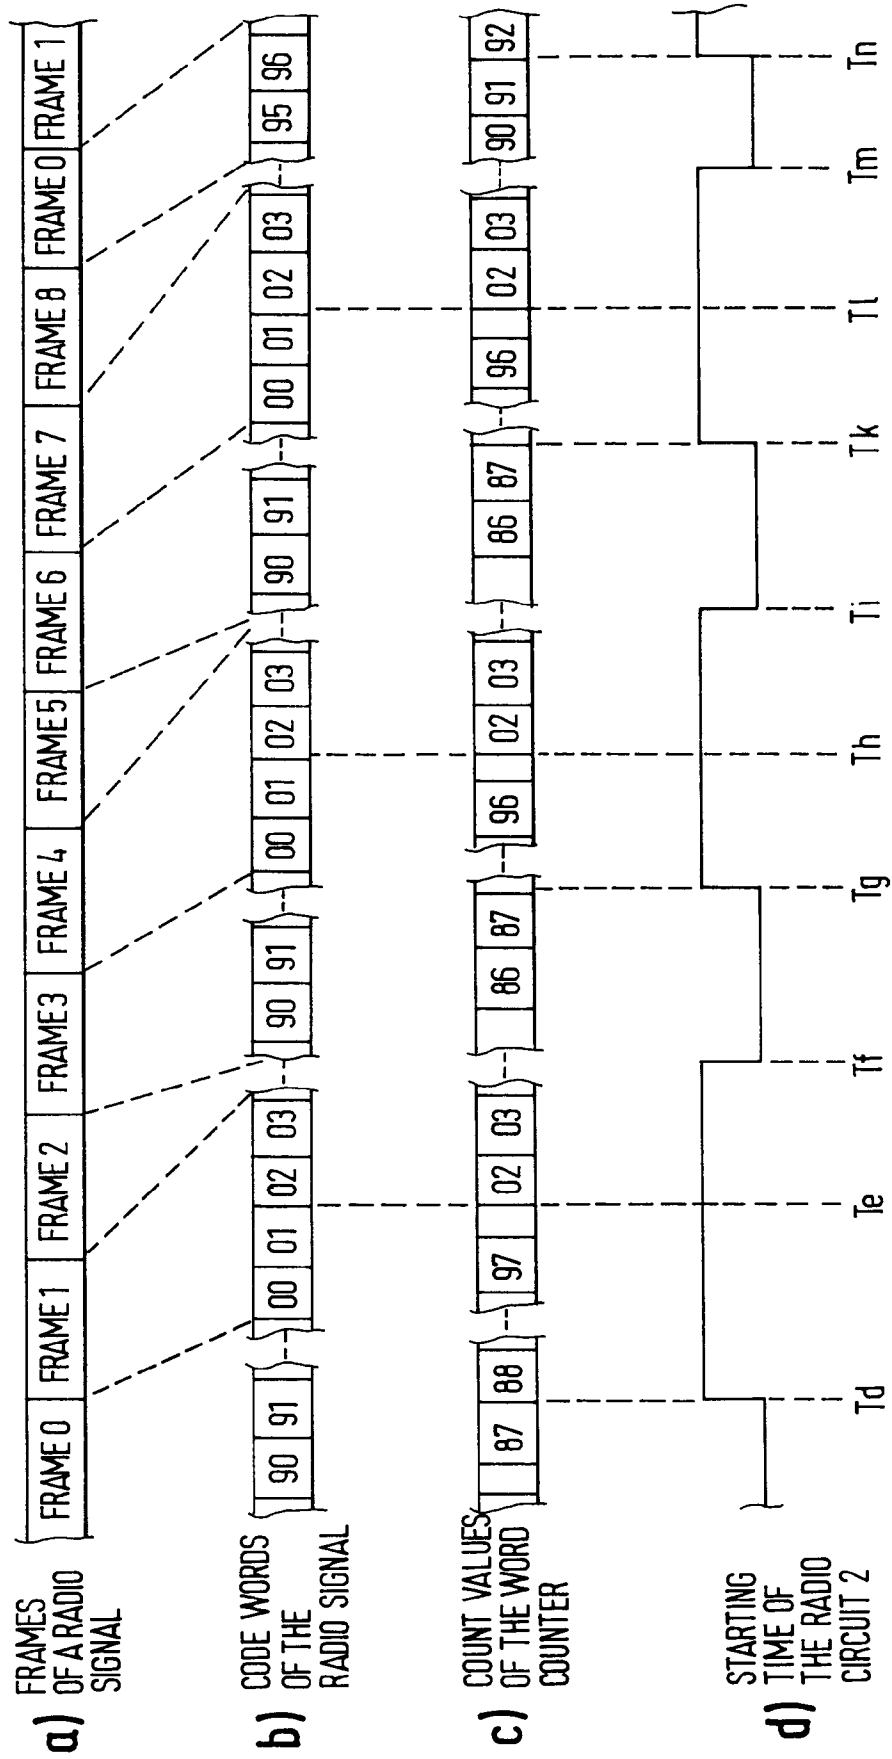 a) FRAMES
OF A RADIO
SIGNAL
FRAME 0 FRAME 1 FRAME 2 FRAME 3 FRAME 4 FRAME 5 FRAME 6 FRAME 7 FRAME 8 FRAME 0 FRAME 1
b) CODE WORDS
OF THE
RADIO SIGNAL
90 91 00 01 02 03 90 91 00 01 02 03 90 91 00 01 02 03 95 96
c) COUNT VALUES
OF THE WORD
COUNTER
87 88 97 02 03 86 87 96 02 03 86 87 96 02 03 90 91 92
d) STARTING
TIME OF
THE RADIO
CIRCUIT 2
Td Te Tf Tg Th Ti Tk Tl Tm Tn